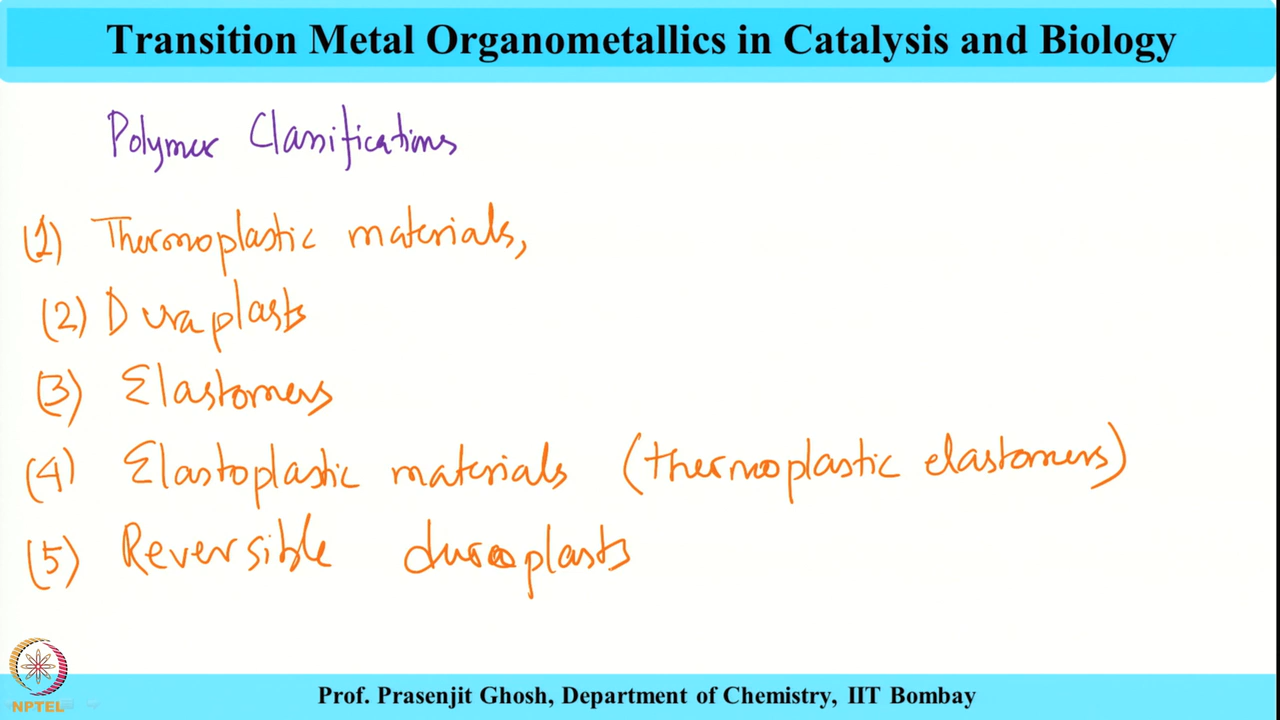 Transition Metal Organometallics in Catalysis and Biology
Polymer Classifications
(1) Thermoplastic materials,
(2) Duraplasts
(3) Elastomers
(4) Elastoplastic materials (thermoplastic elastomers)
(5) Reversible duroplasts
NPTEL
Prof. Prasenjit Ghosh, Department of Chemistry, IIT Bombay